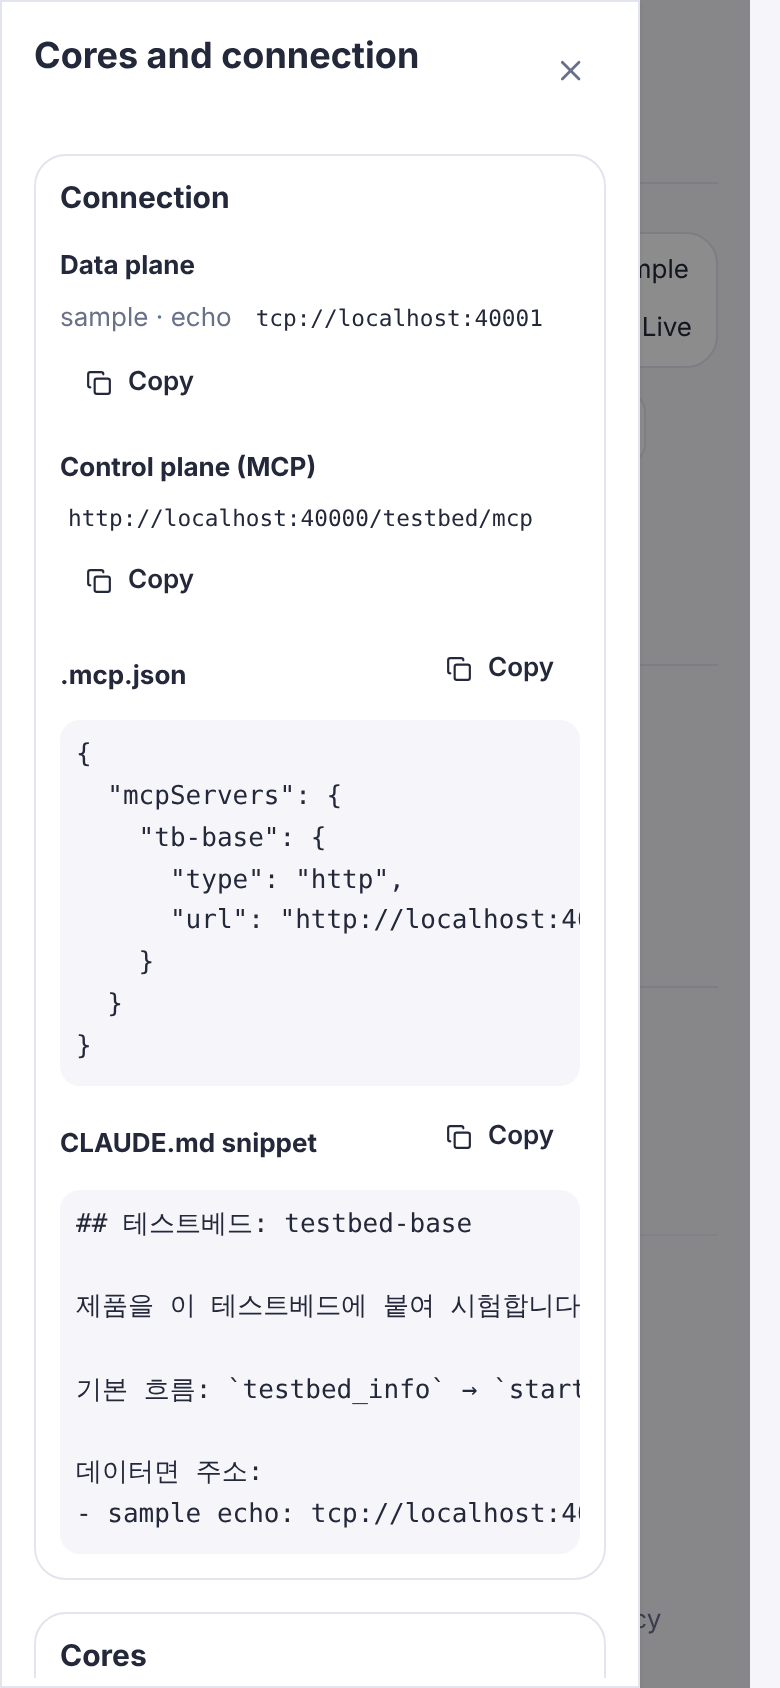 Cores and connection
Connection
Data plane
sample · echo tcp://localhost:40001
Copy
Control plane (MCP)
http://localhost:40000/testbed/mcp
Copy
.mcp.json
Copy
{
  "mcpServers": {
    "tb-base": {
      "type": "http",
      "url": "http://localhost:4
    }
  }
}
CLAUDE.md snippet
Copy
## 테스트베드: testbed-base
제품을 이 테스트베드에 붙여 시험합니다
기본 흐름: `testbed_info` → `start
데이터면 주소:
- sample echo: tcp://localhost:4
Cores
Live